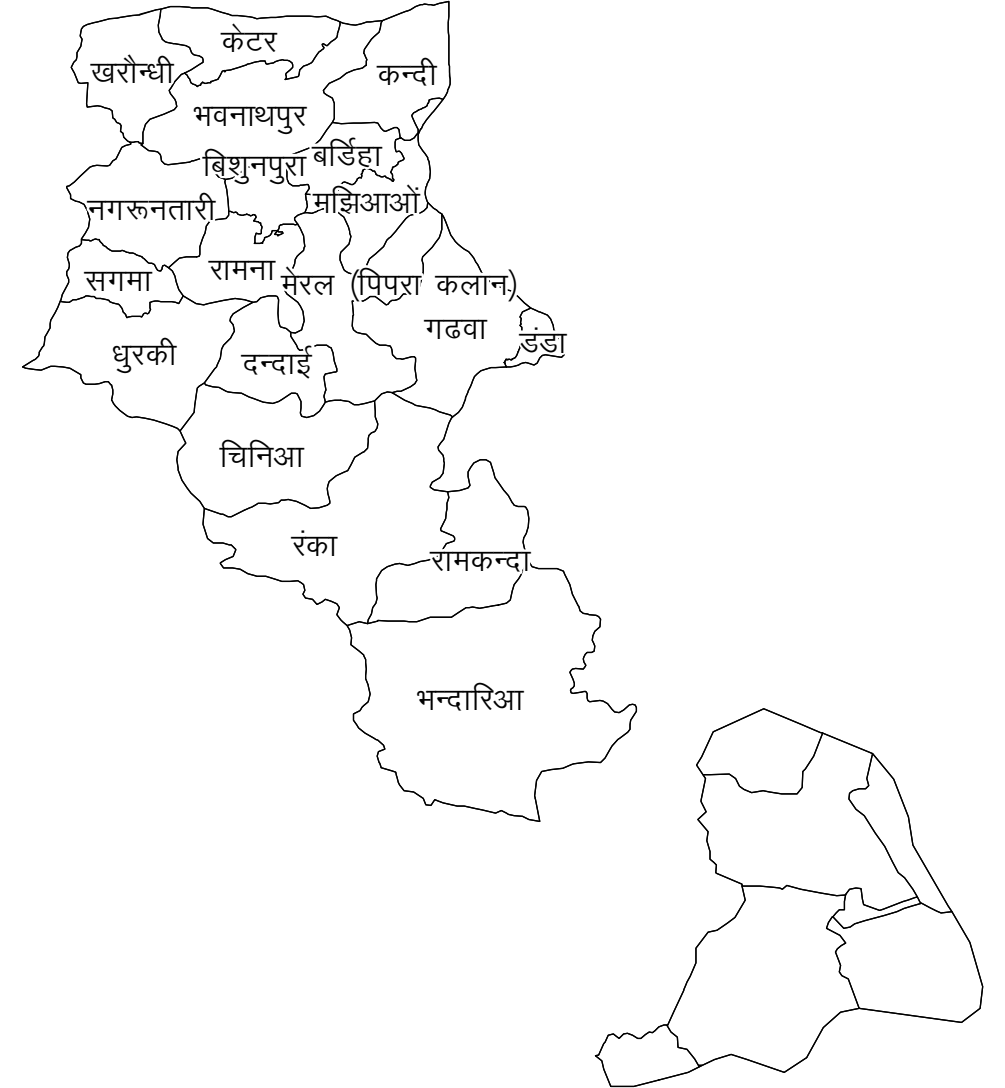 केटर
खरौन्धी
कन्दी
भवनाथपुर
बर्डिहा
बिशुनपुरा
मझिआओं
नगरूनतारी
रामना
सगमा
मेरल (पिपरा कलान)
गढवा
डंडा
धुरकी
दन्दाई
चिनिआ
रंका
रामकन्दा
भन्दारिआ